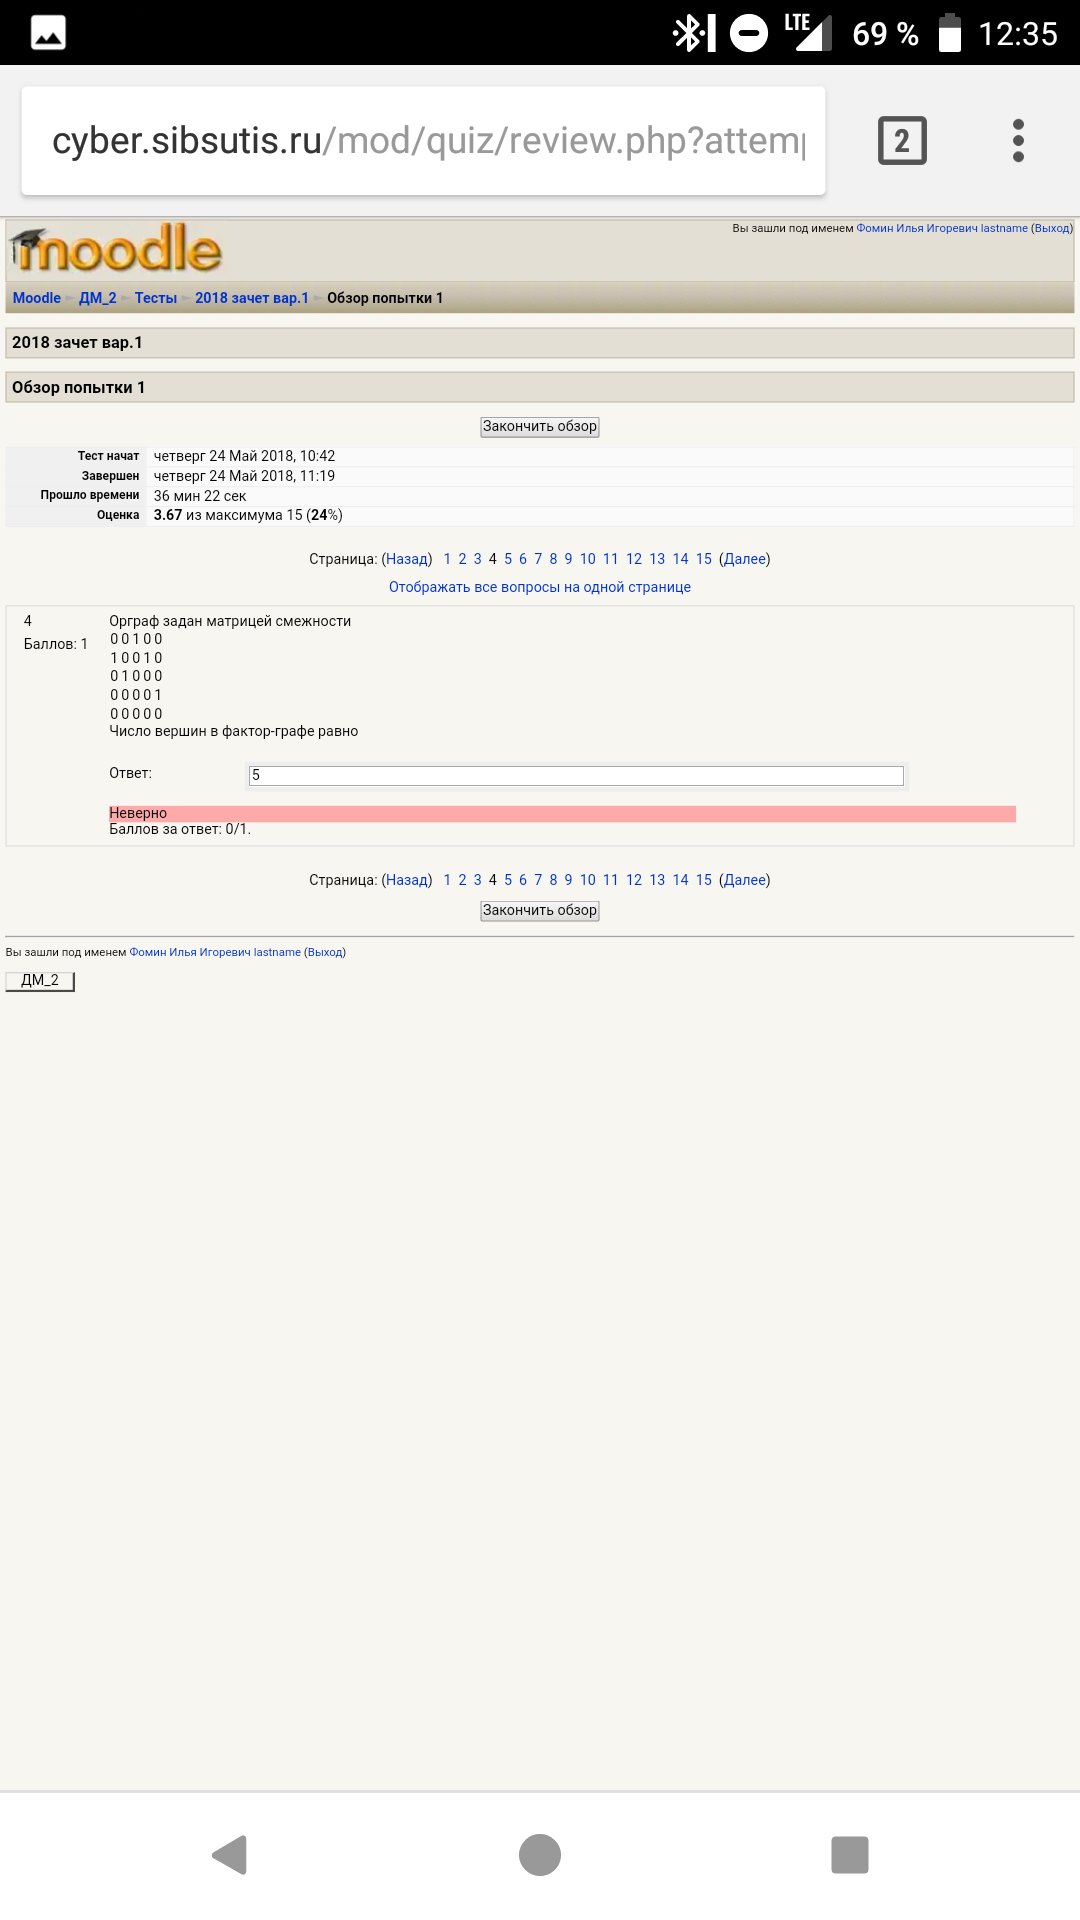 LTE 69 % 12:35
cyber.sibsutis.ru/mod/quiz/review.php?attem
2
moodle
Вы зашли под именем Фомин Илья Игоревич lastname (Выход)
Moodle ► ДМ_2 ► Тесты ► 2018 зачет вар.1 ► Обзор попытки 1
2018 зачет вар.1
Обзор попытки 1
Закончить обзор
Тест начат четверг 24 Май 2018, 10:42
Завершен четверг 24 Май 2018, 11:19
Прошло времени 36 мин 22 сек
Оценка 3.67 из максимума 15 (24%)
Страница: (Назад) 1 2 3 4 5 6 7 8 9 10 11 12 13 14 15 (Далее)
Отображать все вопросы на одной странице
4
Баллов: 1
Орграф задан матрицей смежности
0 0 1 0 0
1 0 0 1 0
0 1 0 0 0
0 0 0 0 1
0 0 0 0 0
Число вершин в фактор-графе равно
Ответ: 5
Неверно
Баллов за ответ: 0/1.
Страница: (Назад) 1 2 3 4 5 6 7 8 9 10 11 12 13 14 15 (Далее)
Закончить обзор
Вы зашли под именем Фомин Илья Игоревич lastname (Выход)
ДМ_2